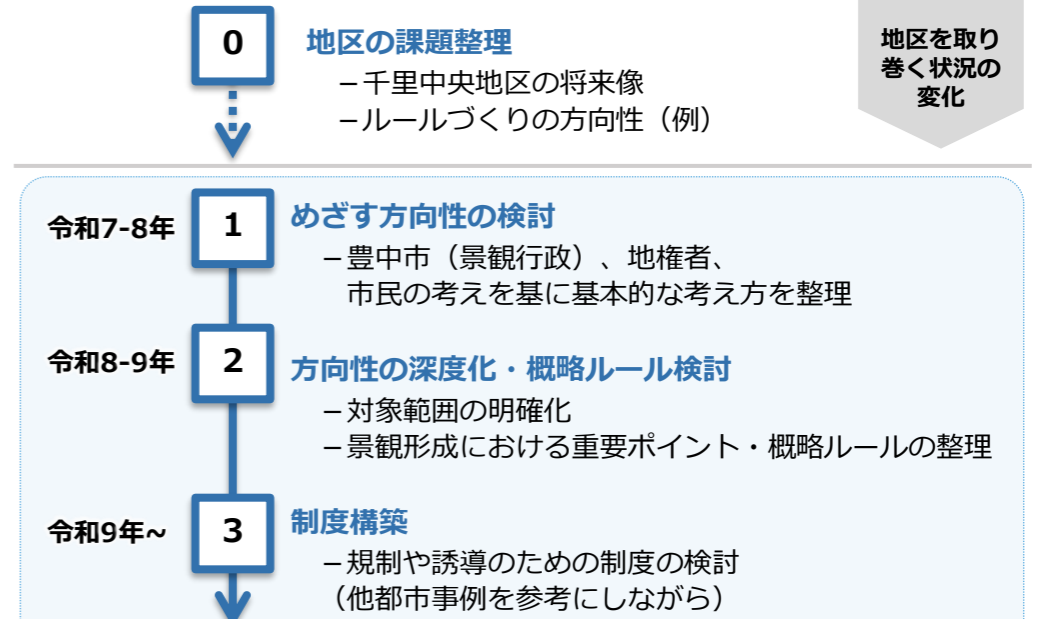 0
地区の課題整理
－千里中央地区の将来像
－ルールづくりの方向性（例）
地区を取り
巻く状況の
変化
令和7-8年
1
めざす方向性の検討
－豊中市（景観行政）、地権者、
市民の考えを基に基本的な考え方を整理
令和8-9年
2
方向性の深度化・概略ルール検討
－対象範囲の明確化
－景観形成における重要ポイント・概略ルールの整理
令和9年~
3
制度構築
－規制や誘導のための制度の検討
（他都市事例を参考にしながら）